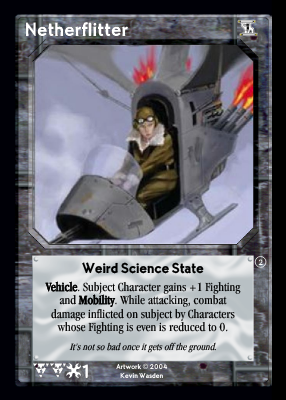 Netherflitter
Weird Science State
Vehicle. Subject Character gains +1 Fighting
and Mobility. While attacking, combat
damage inflicted on subject by Characters
whose Fighting is even is reduced to 0.
2
It's not so bad once it gets off the ground.
1
Artwork © 2004
Kevin Wasden